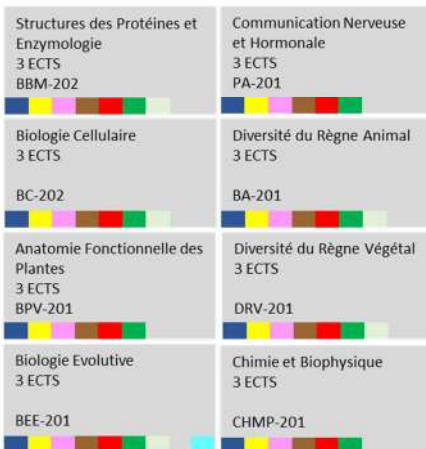 Structures des Protéines et
Enzymologie
3 ECTS
BBM-202
Communication Nerveuse
et Hormonale
3 ECTS
PA-201
Biologie Cellulaire
3 ECTS
BC-202
Diversité du Règne Animal
3 ECTS
BA-201
Anatomie Fonctionnelle des
Plantes
3 ECTS
BPV-201
Diversité du Règne Végétal
3 ECTS
DRV-201
Biologie Evolutive
3 ECTS
BEE-201
Chimie et Biophysique
3 ECTS
CHMP-201